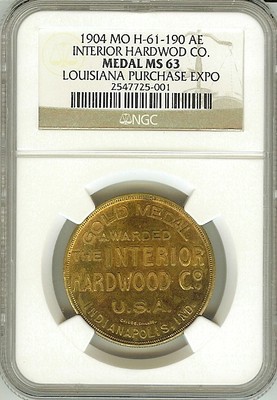 1904 MO H-61-190 AE
INTERIOR HARDWOD CO.
MEDAL MS 63
LOUISIANA PURCHASE EXPO
2547725-001
NGC
GOLD MEDAL
AWARDED
THE INTERIOR
HARDWOOD Co.
U.S.A.
INDIANAPOLIS, IND.